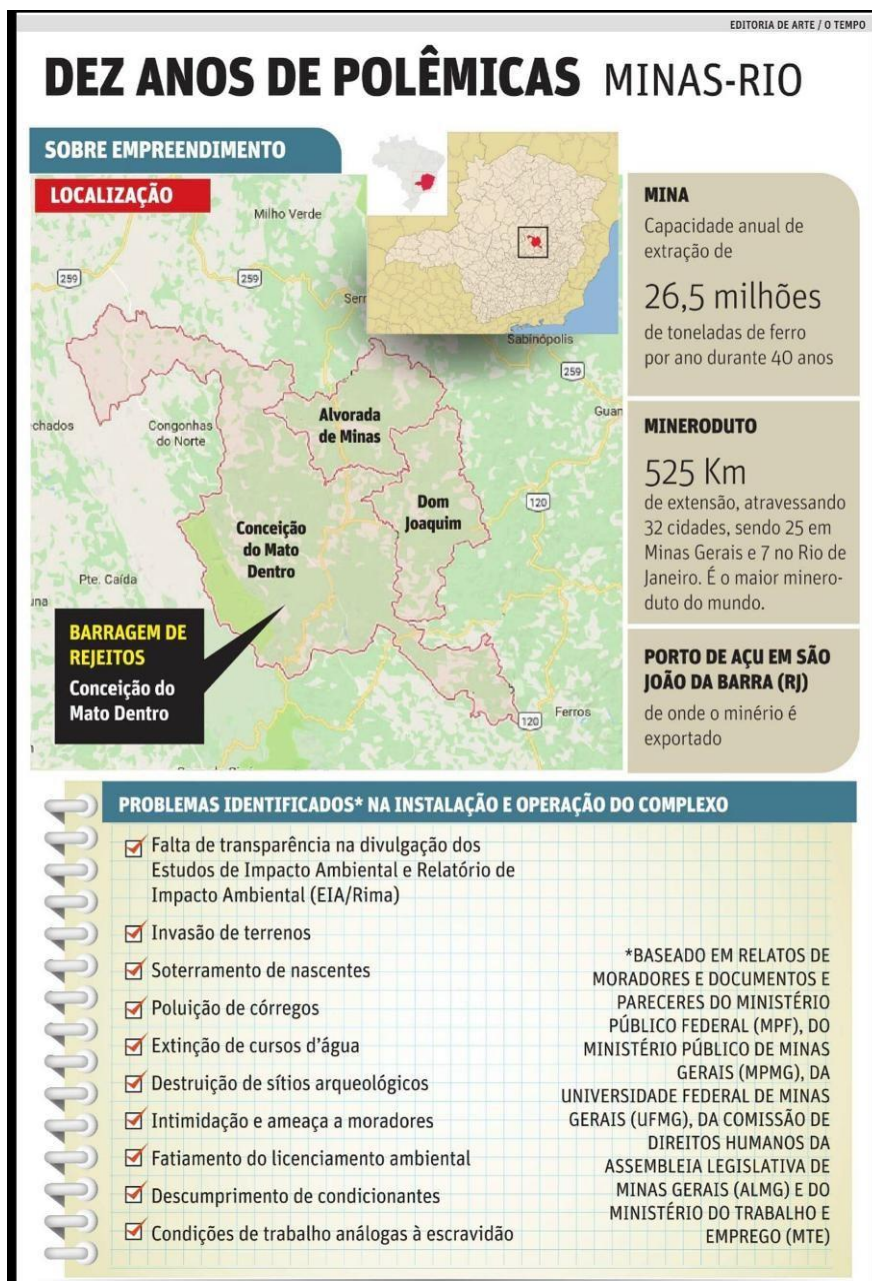 EDITORIA DE ARTE / O TEMPO
DEZ ANOS DE POLÊMICAS MINAS-RIO
SOBRE EMPREENDIMENTO
LOCALIZAÇÃO
Milho Verde
259
259
Serr
Sabinópolis
259
Guan
chados
Congonhas
do Norte
Alvorada
de Minas
Dom
Joaquim
120
Conceição
do Mato
Dentro
Pte. Caída
una
BARRAGEM DE
REJEITOS
Conceição do
Mato Dentro
120
Ferros
MINA
Capacidade anual de
extração de
26,5 milhões
de toneladas de ferro
por ano durante 40 anos
MINERODUTO
525 Km
de extensão, atravessando
32 cidades, sendo 25 em
Minas Gerais e 7 no Rio de
Janeiro. É o maior minero-
duto do mundo.
PORTO DE AÇU EM SÃO
JOÃO DA BARRA (RJ)
de onde o minério é
exportado
PROBLEMAS IDENTIFICADOS* NA INSTALAÇÃO E OPERAÇÃO DO COMPLEXO
Falta de transparência na divulgação dos
Estudos de Impacto Ambiental e Relatório de
Impacto Ambiental (EIA/Rima)
Invasão de terrenos
Soterramento de nascentes
Poluição de córregos
Extinção de cursos d'água
Destruição de sítios arqueológicos
Intimidação e ameaça a moradores
Fatiamento do licenciamento ambiental
Descumprimento de condicionantes
Condições de trabalho análogas à escravidão
*BASEADO EM RELATOS DE
MORADORES E DOCUMENTOS E
PARECERES DO MINISTÉRIO
PÚBLICO FEDERAL (MPF), DO
MINISTÉRIO PÚBLICO DE MINAS
GERAIS (MPMG), DA
UNIVERSIDADE FEDERAL DE MINAS
GERAIS (UFMG), DA COMISSÃO DE
DIREITOS HUMANOS DA
ASSEMBLEIA LEGISLATIVA DE
MINAS GERAIS (ALMG) E DO
MINISTÉRIO DO TRABALHO E
EMPREGO (MTE)